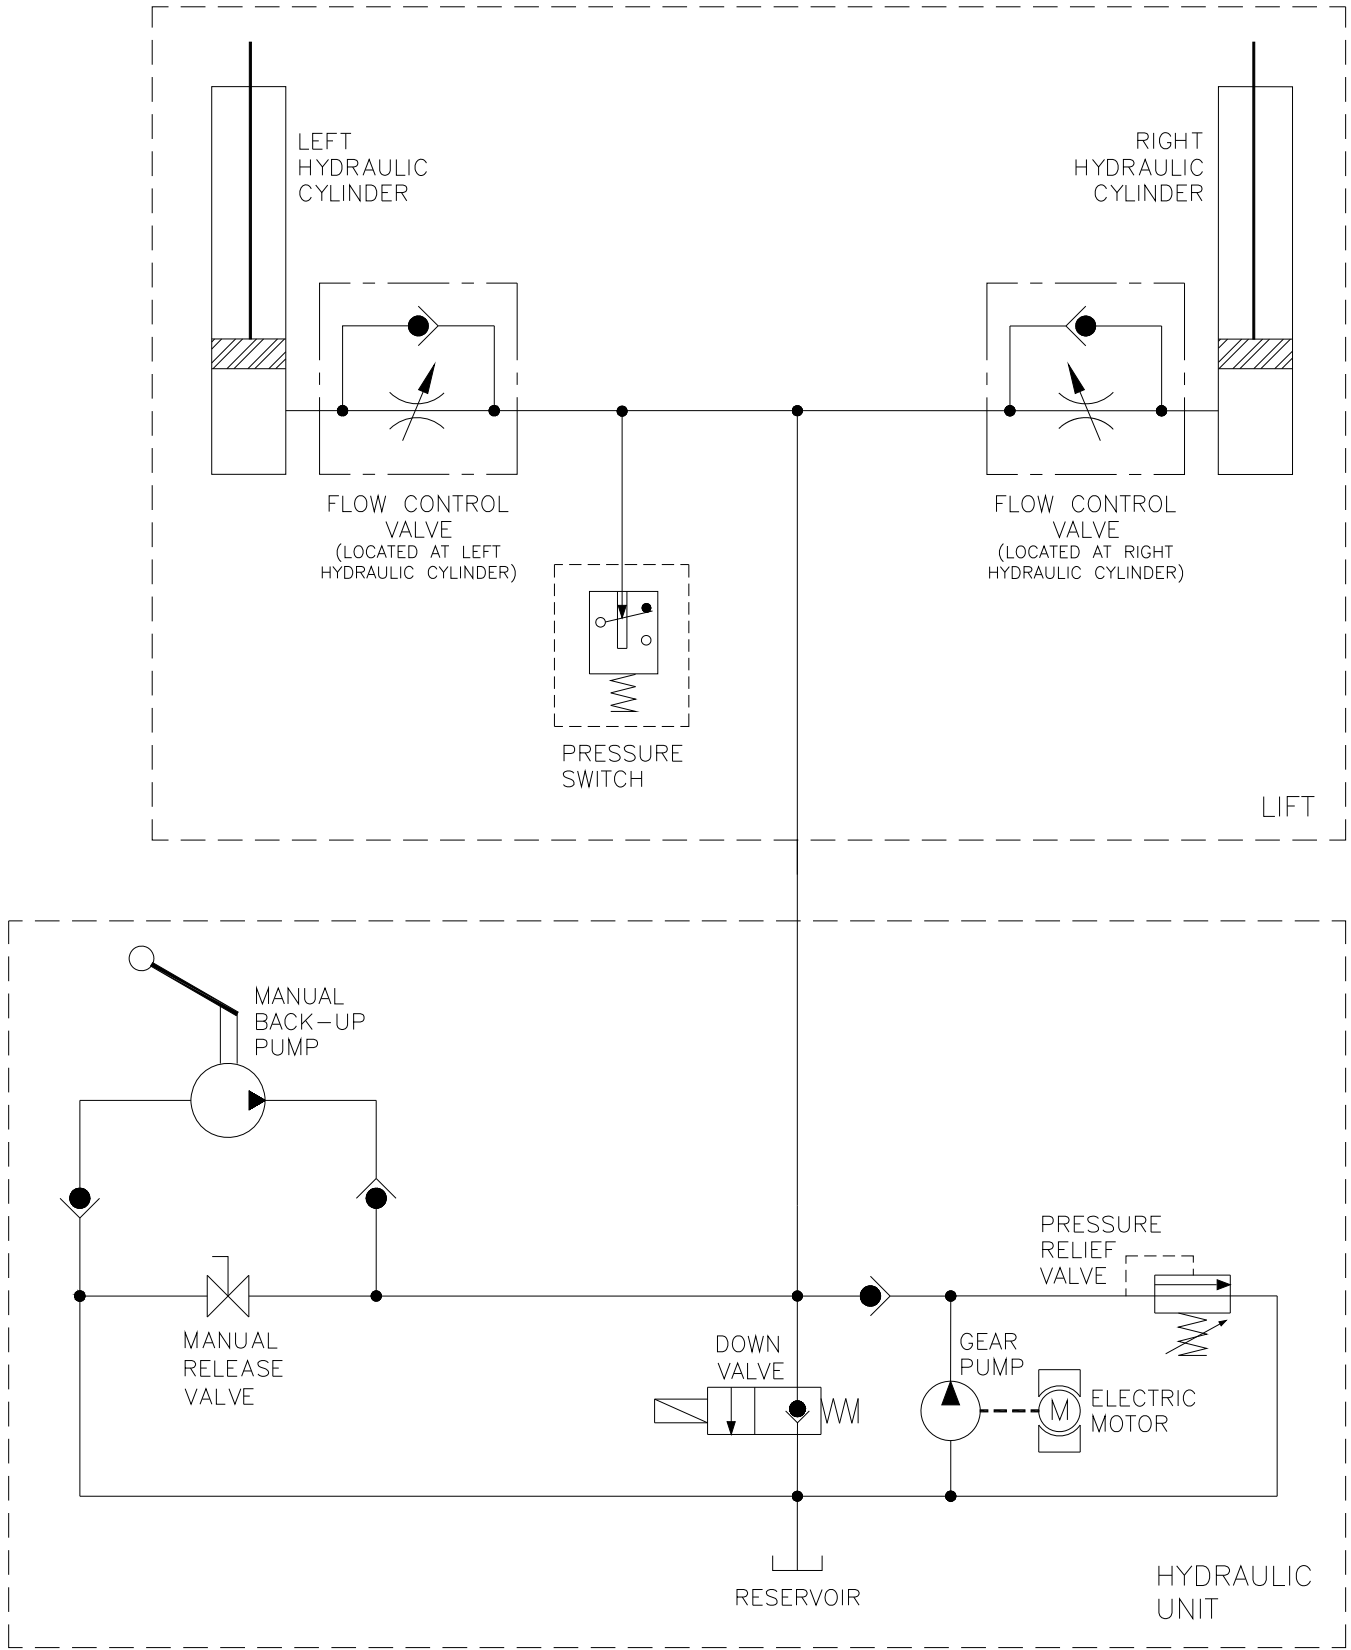 LEFT
HYDRAULIC
CYLINDER
RIGHT
HYDRAULIC
CYLINDER
FLOW CONTROL
VALVE
(LOCATED AT LEFT
HYDRAULIC CYLINDER)
FLOW CONTROL
VALVE
(LOCATED AT RIGHT
HYDRAULIC CYLINDER)
PRESSURE
SWITCH
LIFT
MANUAL
BACK-UP
PUMP
MANUAL
RELEASE
VALVE
DOWN
VALVE
GEAR
PUMP
PRESSURE
RELIEF
VALVE
M
ELECTRIC
MOTOR
RESERVOIR
HYDRAULIC
UNIT